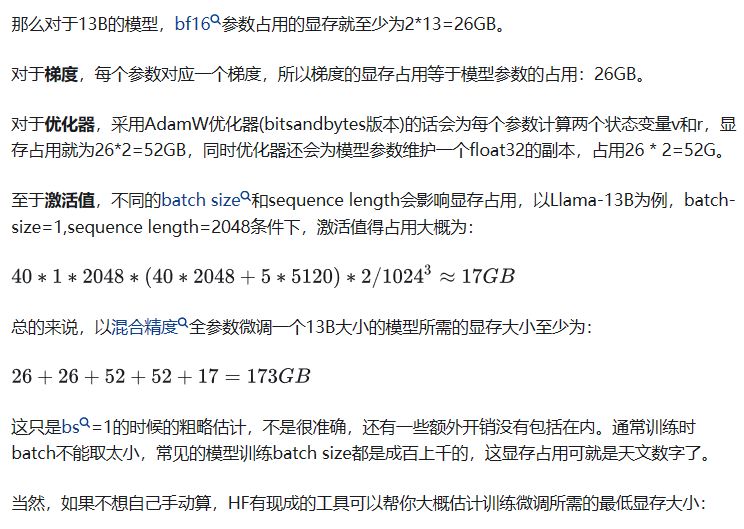 那么对于13B的模型，bf16参数占用的显存就至少为2*13=26GB。
对于梯度，每个参数对应一个梯度，所以梯度的显存占用等于模型参数的占用：26GB。
对于优化器，采用AdamW优化器(bitsandbytes版本)的话会为每个参数计算两个状态变量v和r，显
存占用就为26*2=52GB，同时优化器还会为模型参数维护一个float32的副本，占用26 * 2=52G。
至于激活值，不同的batch size和sequence length会影响显存占用，以Llama-13B为例，batch-
size=1,sequence length=2048条件下，激活值得占用大概为：
40 * 1 * 2048 * (40 * 2048 + 5 * 5120) * 2/1024³ ≈ 17GB
总的来说，以混合精度全参数微调一个13B大小的模型所需的显存大小至少为：
26 + 26 + 52 + 52 + 17 = 173GB
这只是bs=1的时候的粗略估计，不是很准确，还有一些额外开销没有包括在内。通常训练时
batch不能取太小，常见的模型训练batch size都是成百上千的，这显存占用可就是天文数字了。
当然，如果不想自己手动算，HF有现成的工具可以帮你大概估计训练微调所需的最低显存大小：